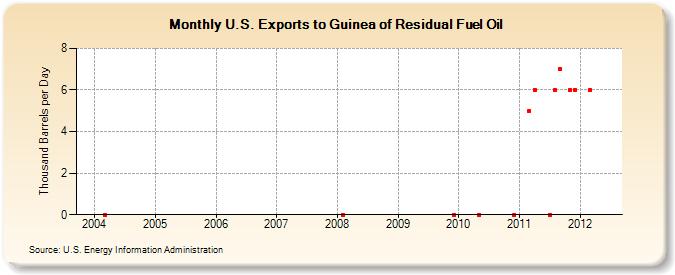 Monthly U.S. Exports to Guinea of Residual Fuel Oil
Thousand Barrels per Day
8
6
4
2
0
2004 2005 2006 2007 2008 2009 2010 2011 2012
Source: U.S. Energy Information Administration